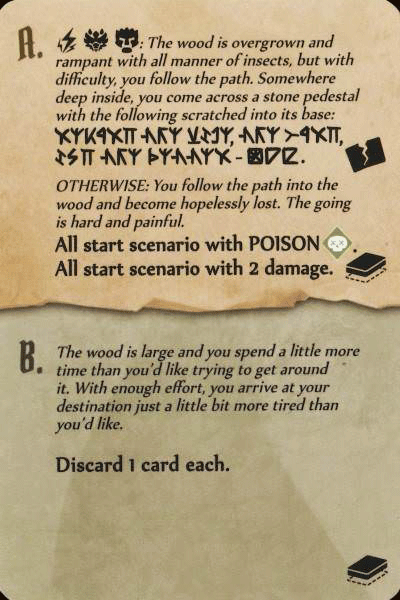 A. : The wood is overgrown and
rampant with all manner of insects, but with
difficulty, you follow the path. Somewhere
deep inside, you come across a stone pedestal
with the following scratched into its base:
OTHERWISE: You follow the path into the
wood and become hopelessly lost. The going
is hard and painful.
All start scenario with POISON .
All start scenario with 2 damage.
B. The wood is large and you spend a little more
time than you'd like trying to get around
it. With enough effort, you arrive at your
destination just a little bit more tired than
you'd like.
Discard 1 card each.